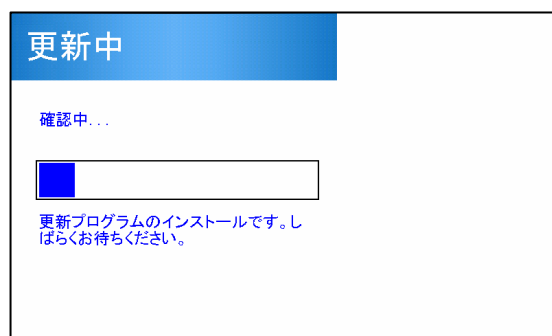 更新中
確認中...
更新プログラムのインストールです。し
ばらくお待ちください。